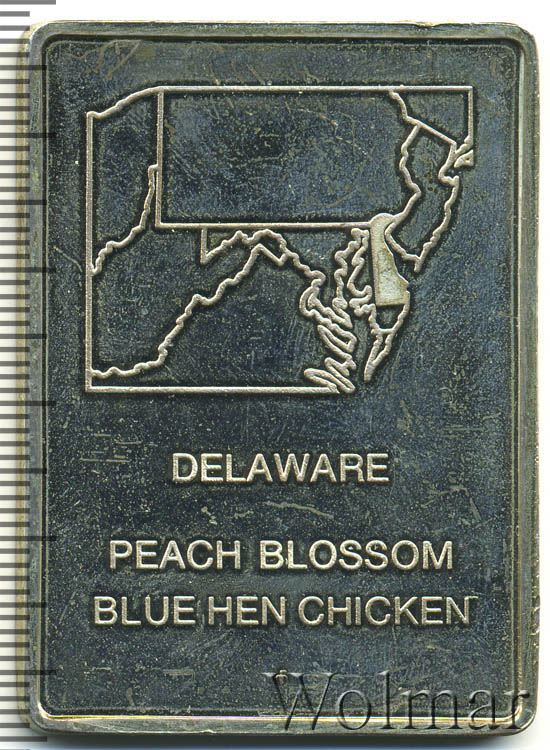 DELAWARE
PEACH BLOSSOM
BLUE HEN CHICKEN
Wolmar